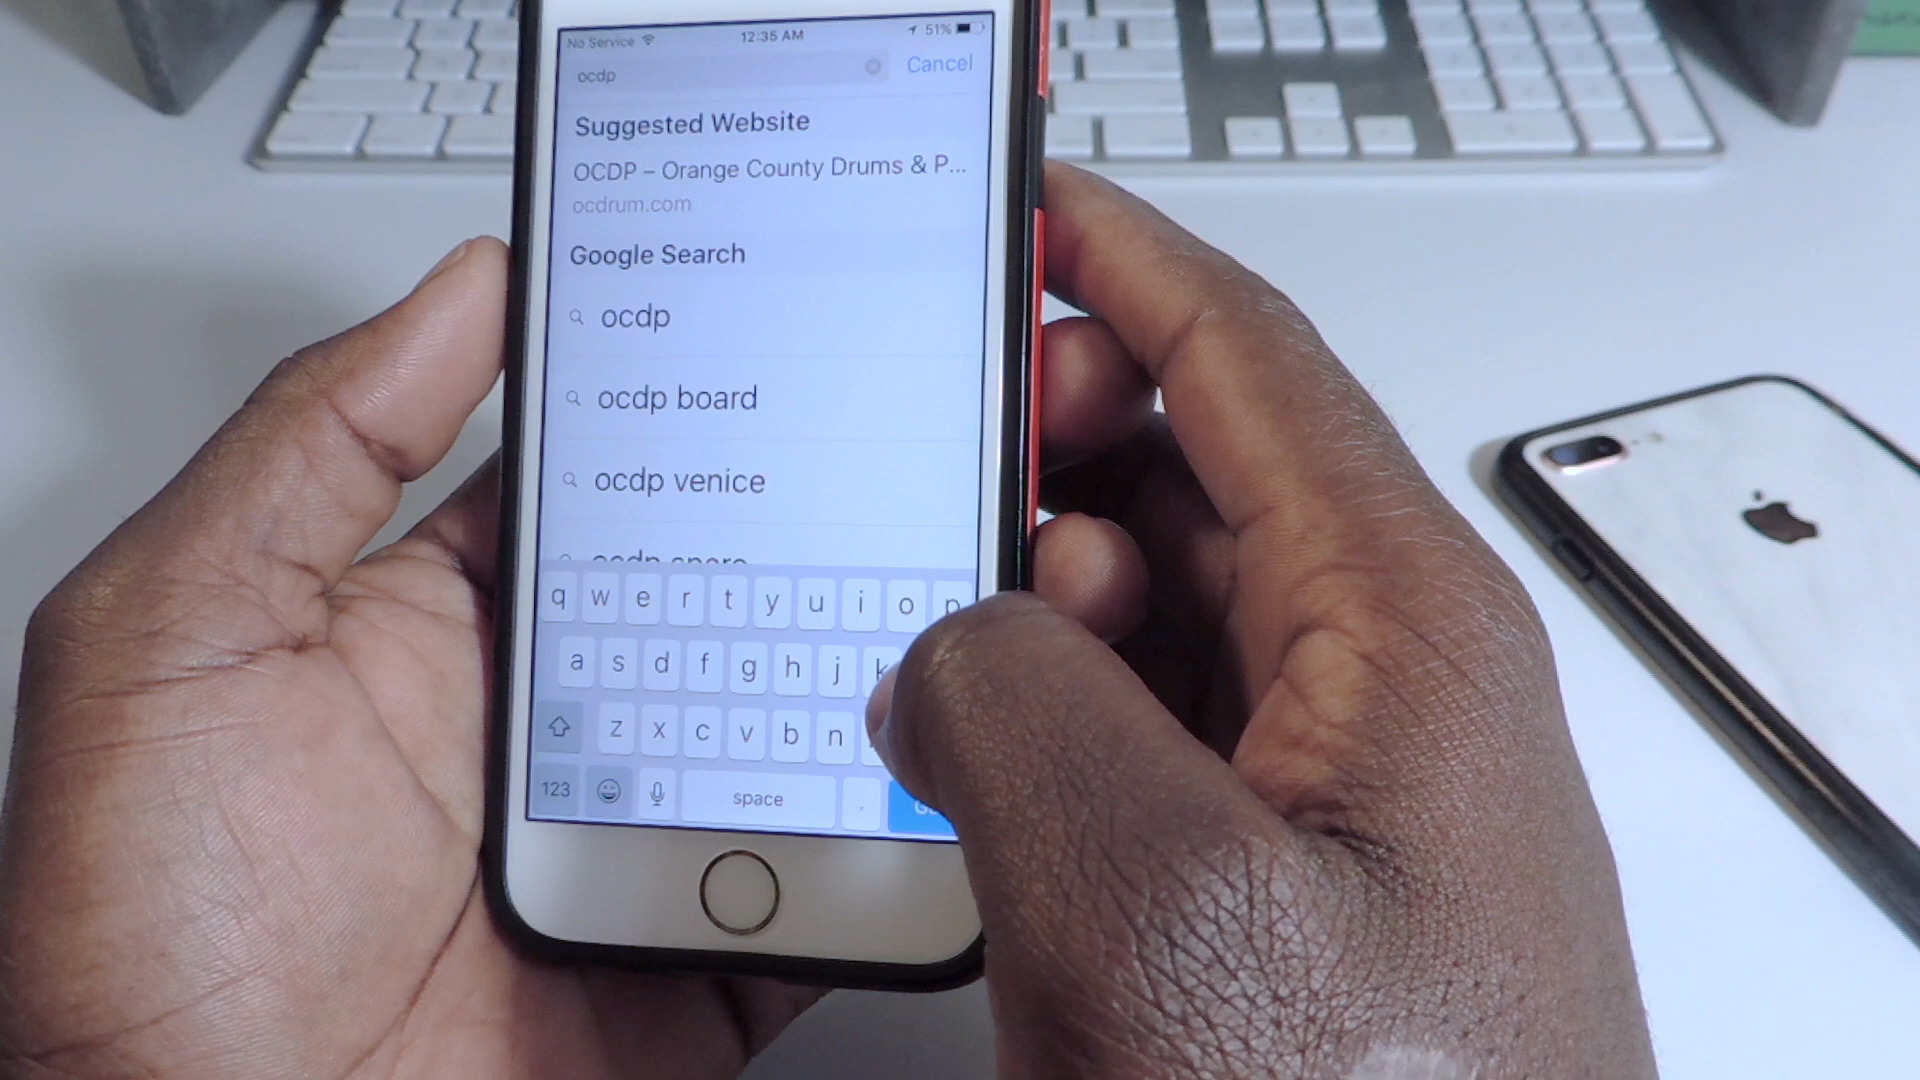 No Service 12:35 AM 51%
ocdp Cancel
Suggested Website
OCDP – Orange County Drums & P...
ocdrum.com
Google Search
ocdp
ocdp board
ocdp venice
q w e r t y u i o p
a s d f g h j k
z x c v b n
123 space .